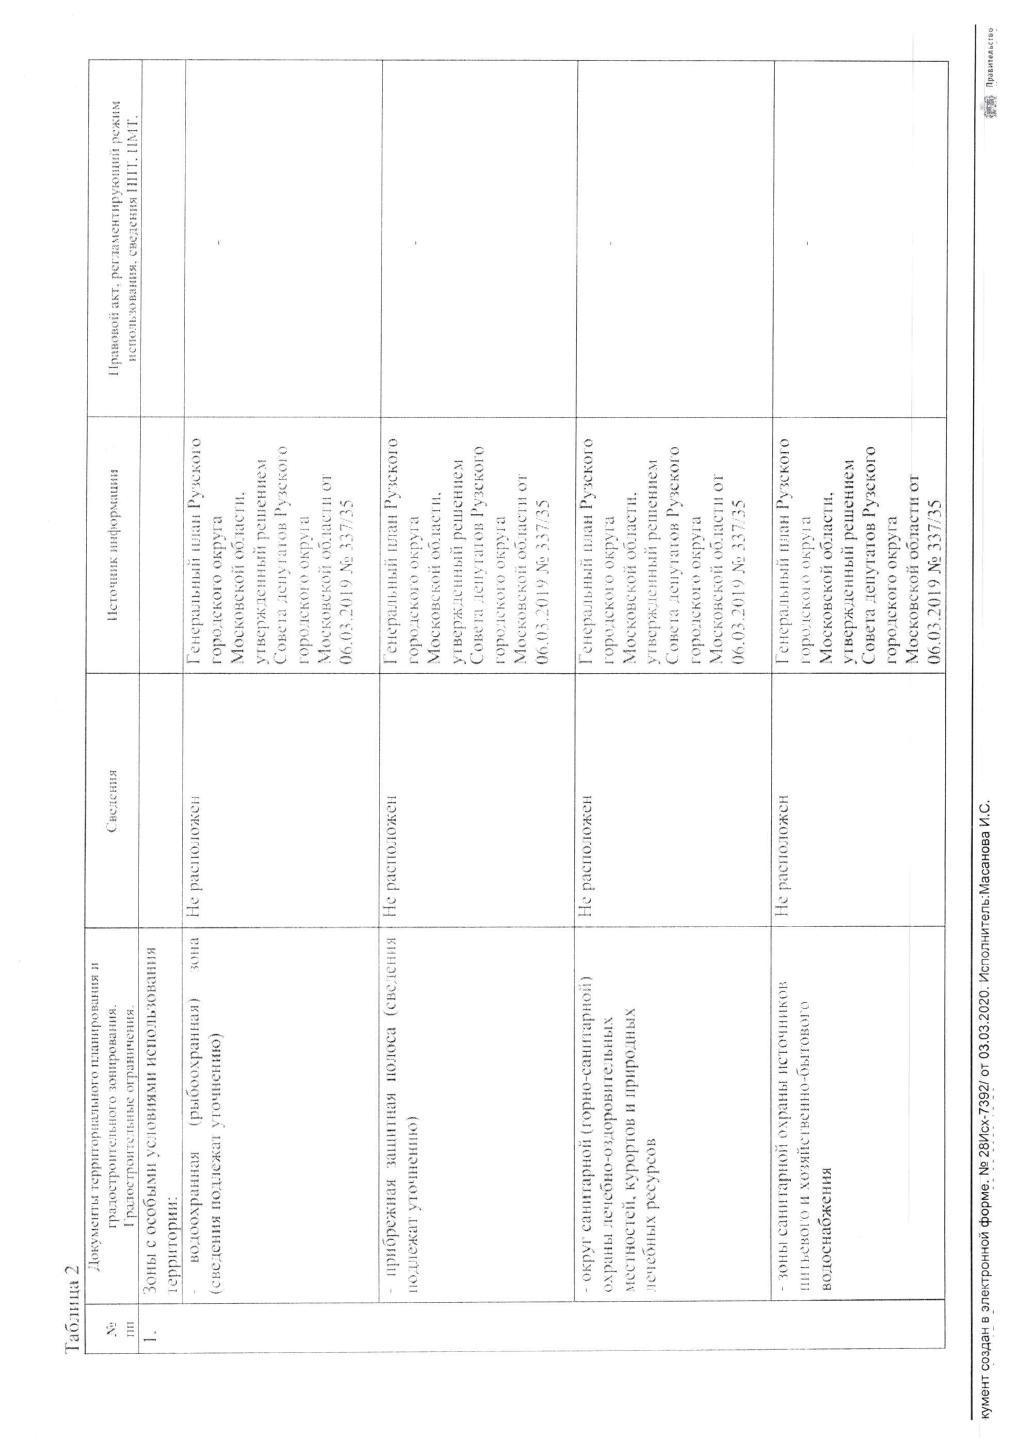 Таблица 2
№
пп
Документы территориального планирования и
градостроительного зонирования.
Градостроительные ограничения.
Сведения
Источник информации
Правовой акт, регламентирующий режим
использования, сведения ППТ, ПМТ.
1.
Зоны с особыми условиями использования
территории:
- водоохранная (рыбоохранная) зона
(сведения подлежат уточнению)
Не расположен
Генеральный план Рузского
городского округа
Московской области,
утвержденный решением
Совета депутатов Рузского
городского округа
Московской области от
06.03.2019 № 337/35
-
- прибрежная защитная полоса (сведения
подлежат уточнению)
Не расположен
Генеральный план Рузского
городского округа
Московской области,
утвержденный решением
Совета депутатов Рузского
городского округа
Московской области от
06.03.2019 № 337/35
-
- округ санитарной (горно-санитарной)
охраны лечебно-оздоровительных
местностей, курортов и природных
лечебных ресурсов
Не расположен
Генеральный план Рузского
городского округа
Московской области,
утвержденный решением
Совета депутатов Рузского
городского округа
Московской области от
06.03.2019 № 337/35
-
- зоны санитарной охраны источников
питьевого и хозяйственно-бытового
водоснабжения
Не расположен
Генеральный план Рузского
городского округа
Московской области,
утвержденный решением
Совета депутатов Рузского
городского округа
Московской области от
06.03.2019 № 337/35
-
кумент создан в электронной форме. № 28Исх-7392/ от 03.03.2020. Исполнитель:Масанова И.С.
Правительство